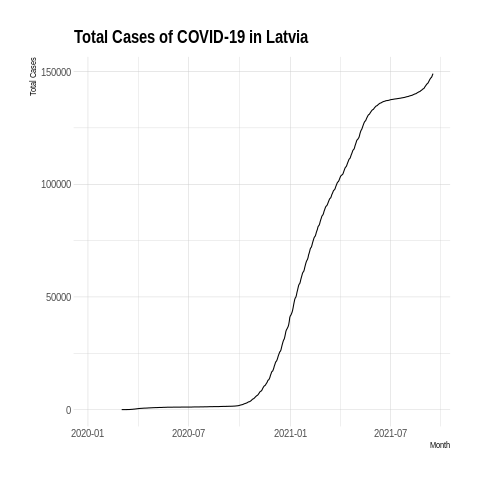 Total Cases of COVID-19 in Latvia
Total Cases
150000
100000
50000
0
2020-01 2020-07 2021-01 2021-07
Month